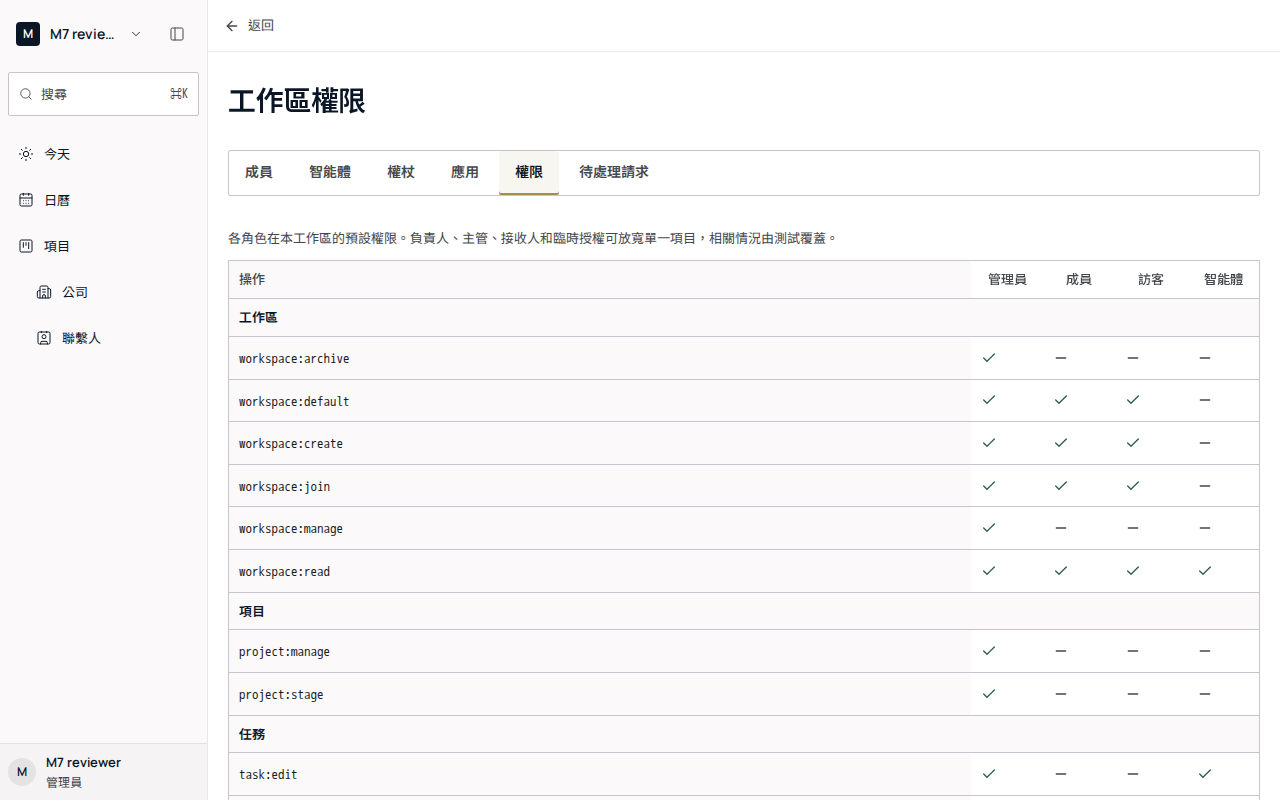 M
M7 revie...
搜尋
⌘K
今天
日曆
項目
公司
聯繫人
M
M7 reviewer
管理員
返回
工作區權限
成員 智能體 權杖 應用 權限 待處理請求
各角色在本工作區的預設權限。負責人、主管、接收人和臨時授權可放寬單一項目，相關情況由測試覆蓋。
操作 管理員 成員 訪客 智能體
工作區
workspace:archive ✓ — — —
workspace:default ✓ ✓ ✓ —
workspace:create ✓ ✓ ✓ —
workspace:join ✓ ✓ ✓ —
workspace:manage ✓ — — —
workspace:read ✓ ✓ ✓ ✓
項目
project:manage ✓ — — —
project:stage ✓ — — —
任務
task:edit ✓ — — ✓